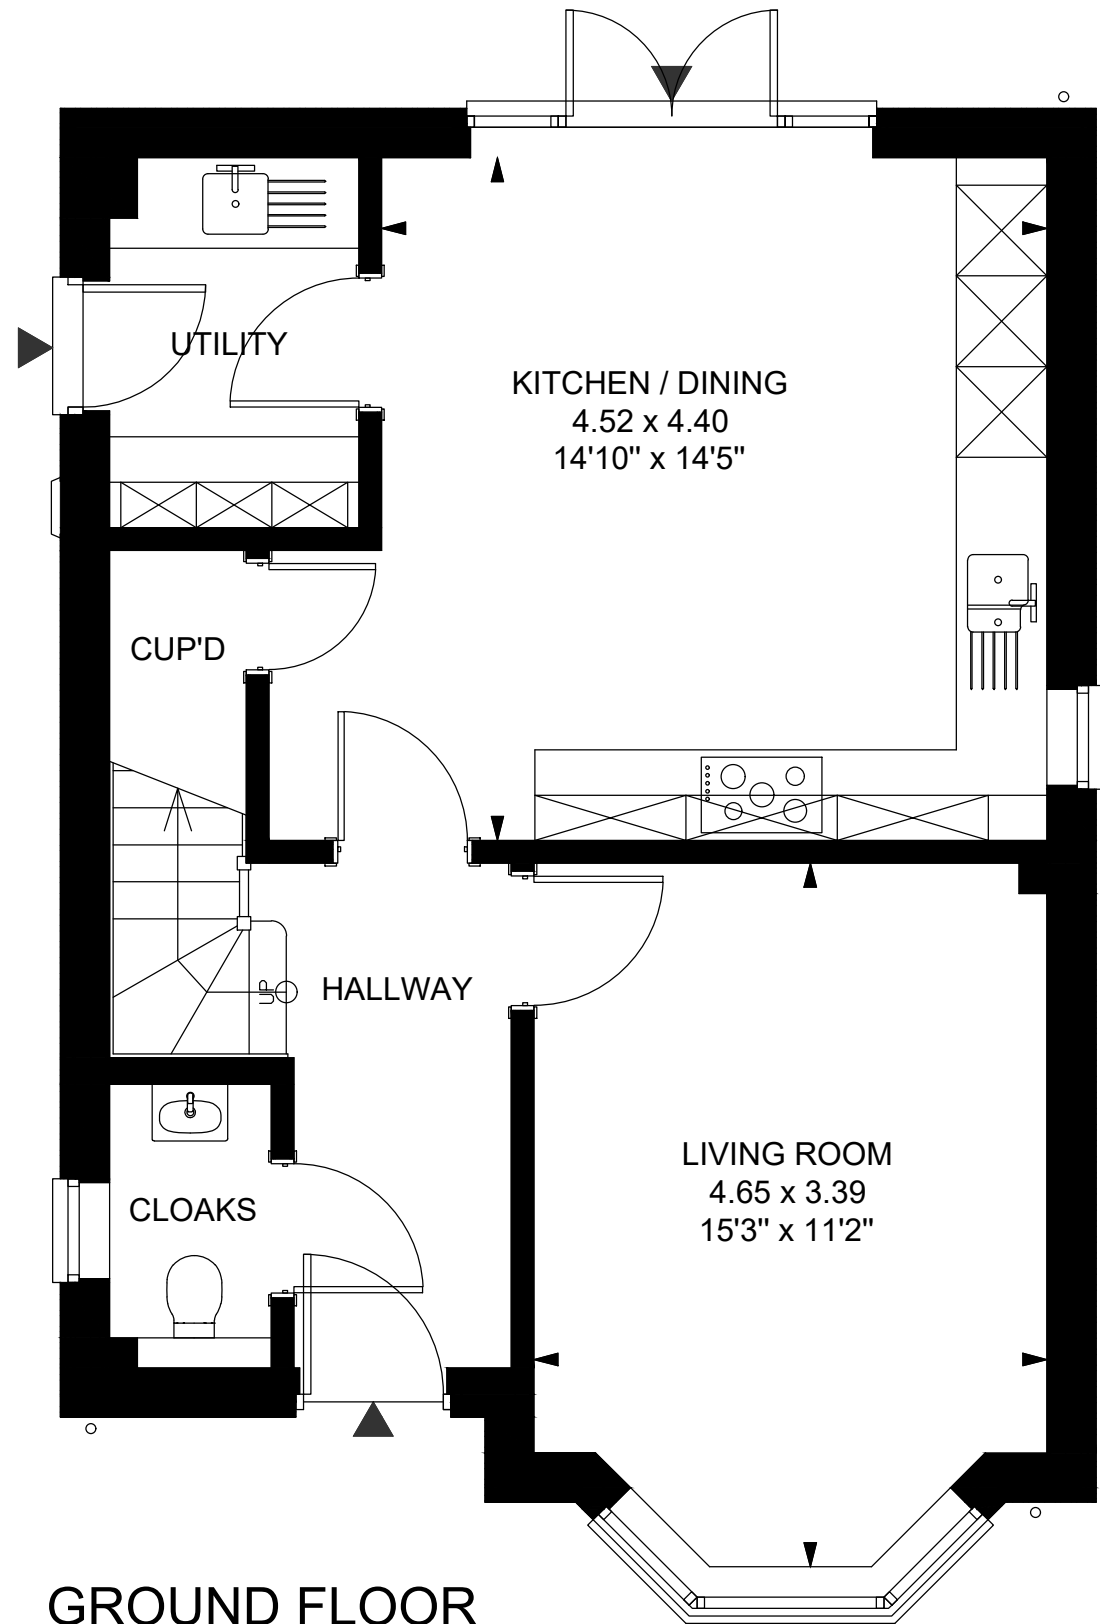 UTILITY
KITCHEN / DINING
4.52 x 4.40
14'10" x 14'5"
CUP'D
UP
HALLWAY
LIVING ROOM
4.65 x 3.39
15'3" x 11'2"
CLOAKS
GROUND FLOOR